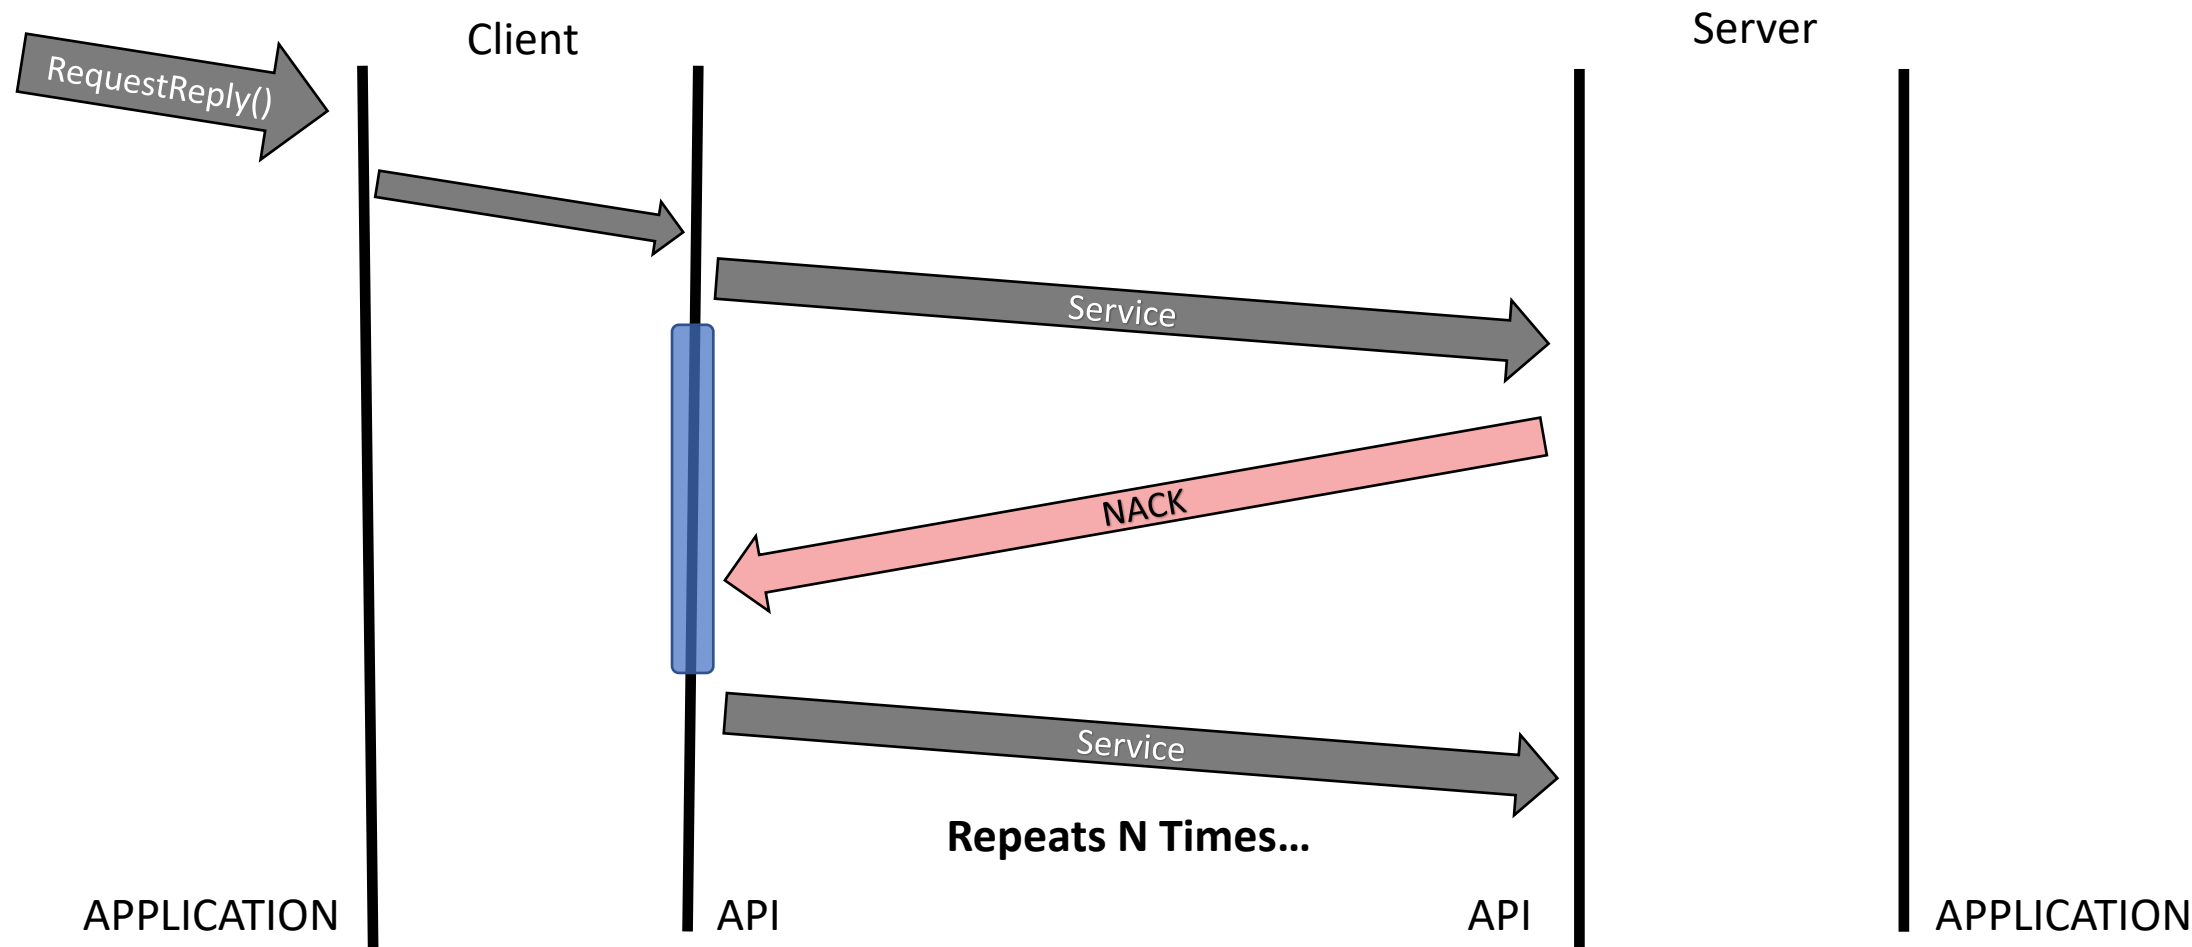 Client
Server
RequestReply()
Service
NACK
Service
Repeats N Times...
APPLICATION
API
API
APPLICATION